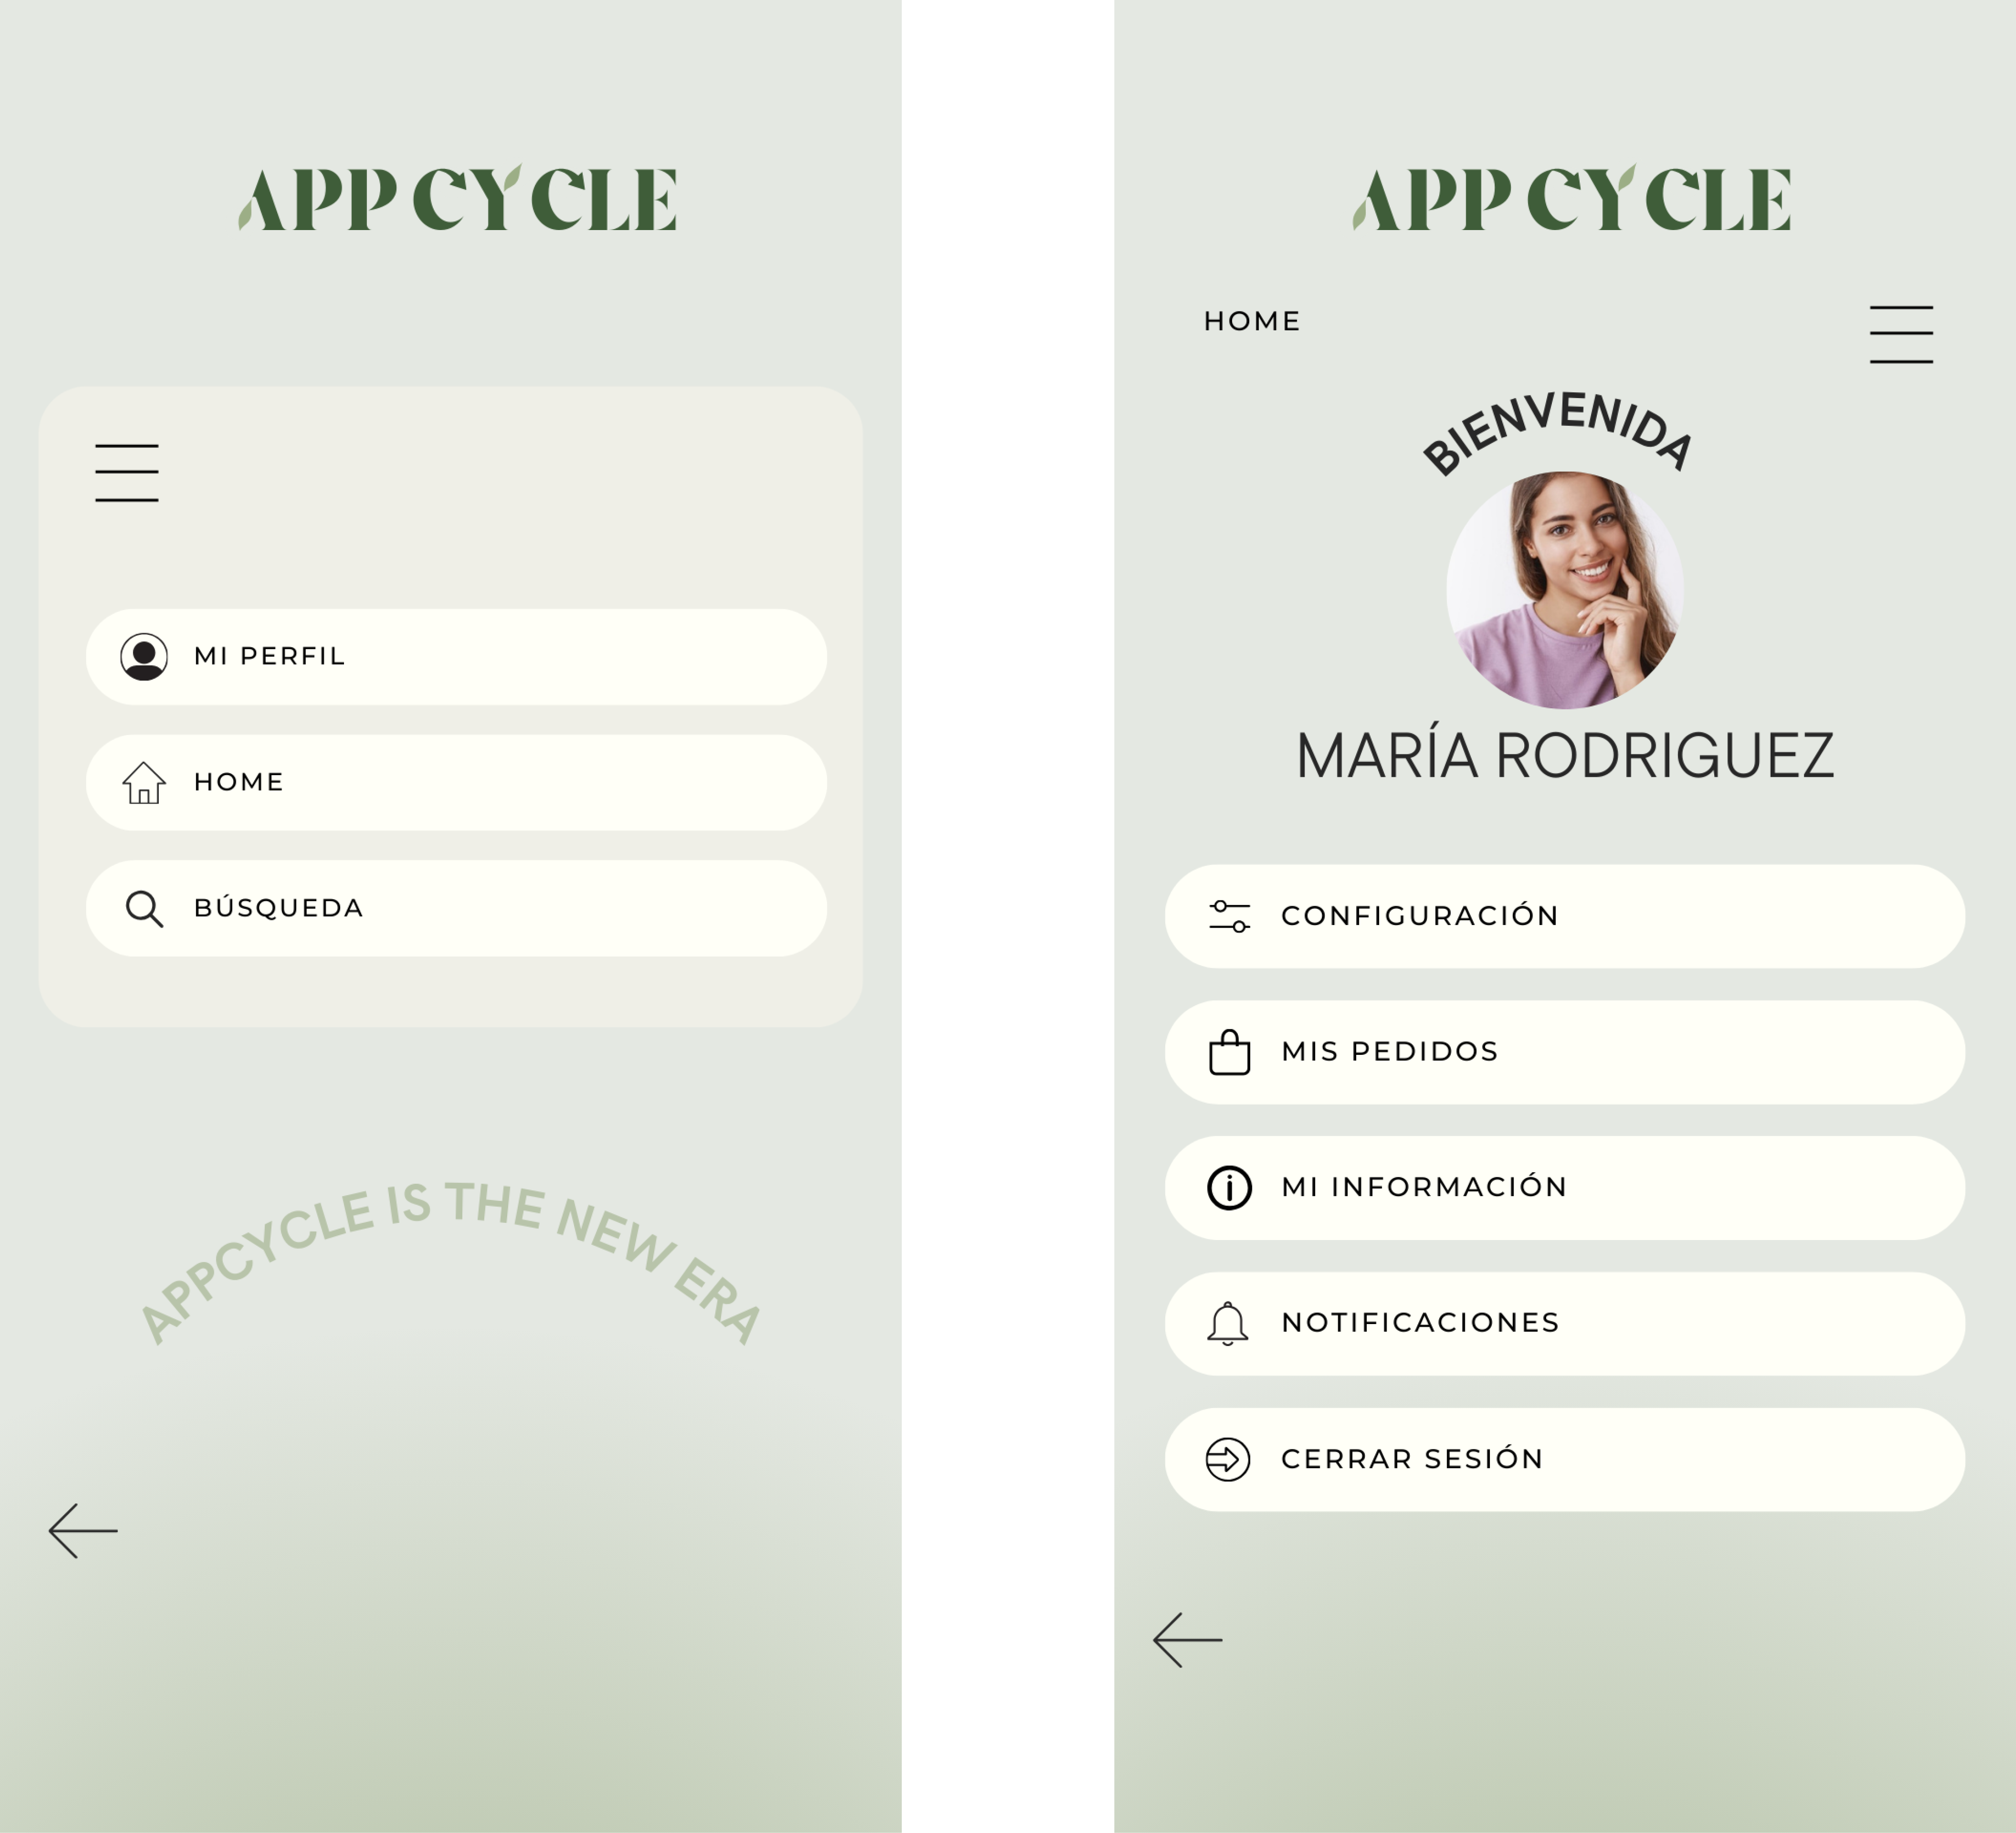 APP CYCLE
MI PERFIL
HOME
BÚSQUEDA
APPCYCLE IS THE NEW ERA
APP CYCLE
HOME
BIENVENIDA
MARÍA RODRIGUEZ
CONFIGURACIÓN
MIS PEDIDOS
MI INFORMACIÓN
NOTIFICACIONES
CERRAR SESIÓN